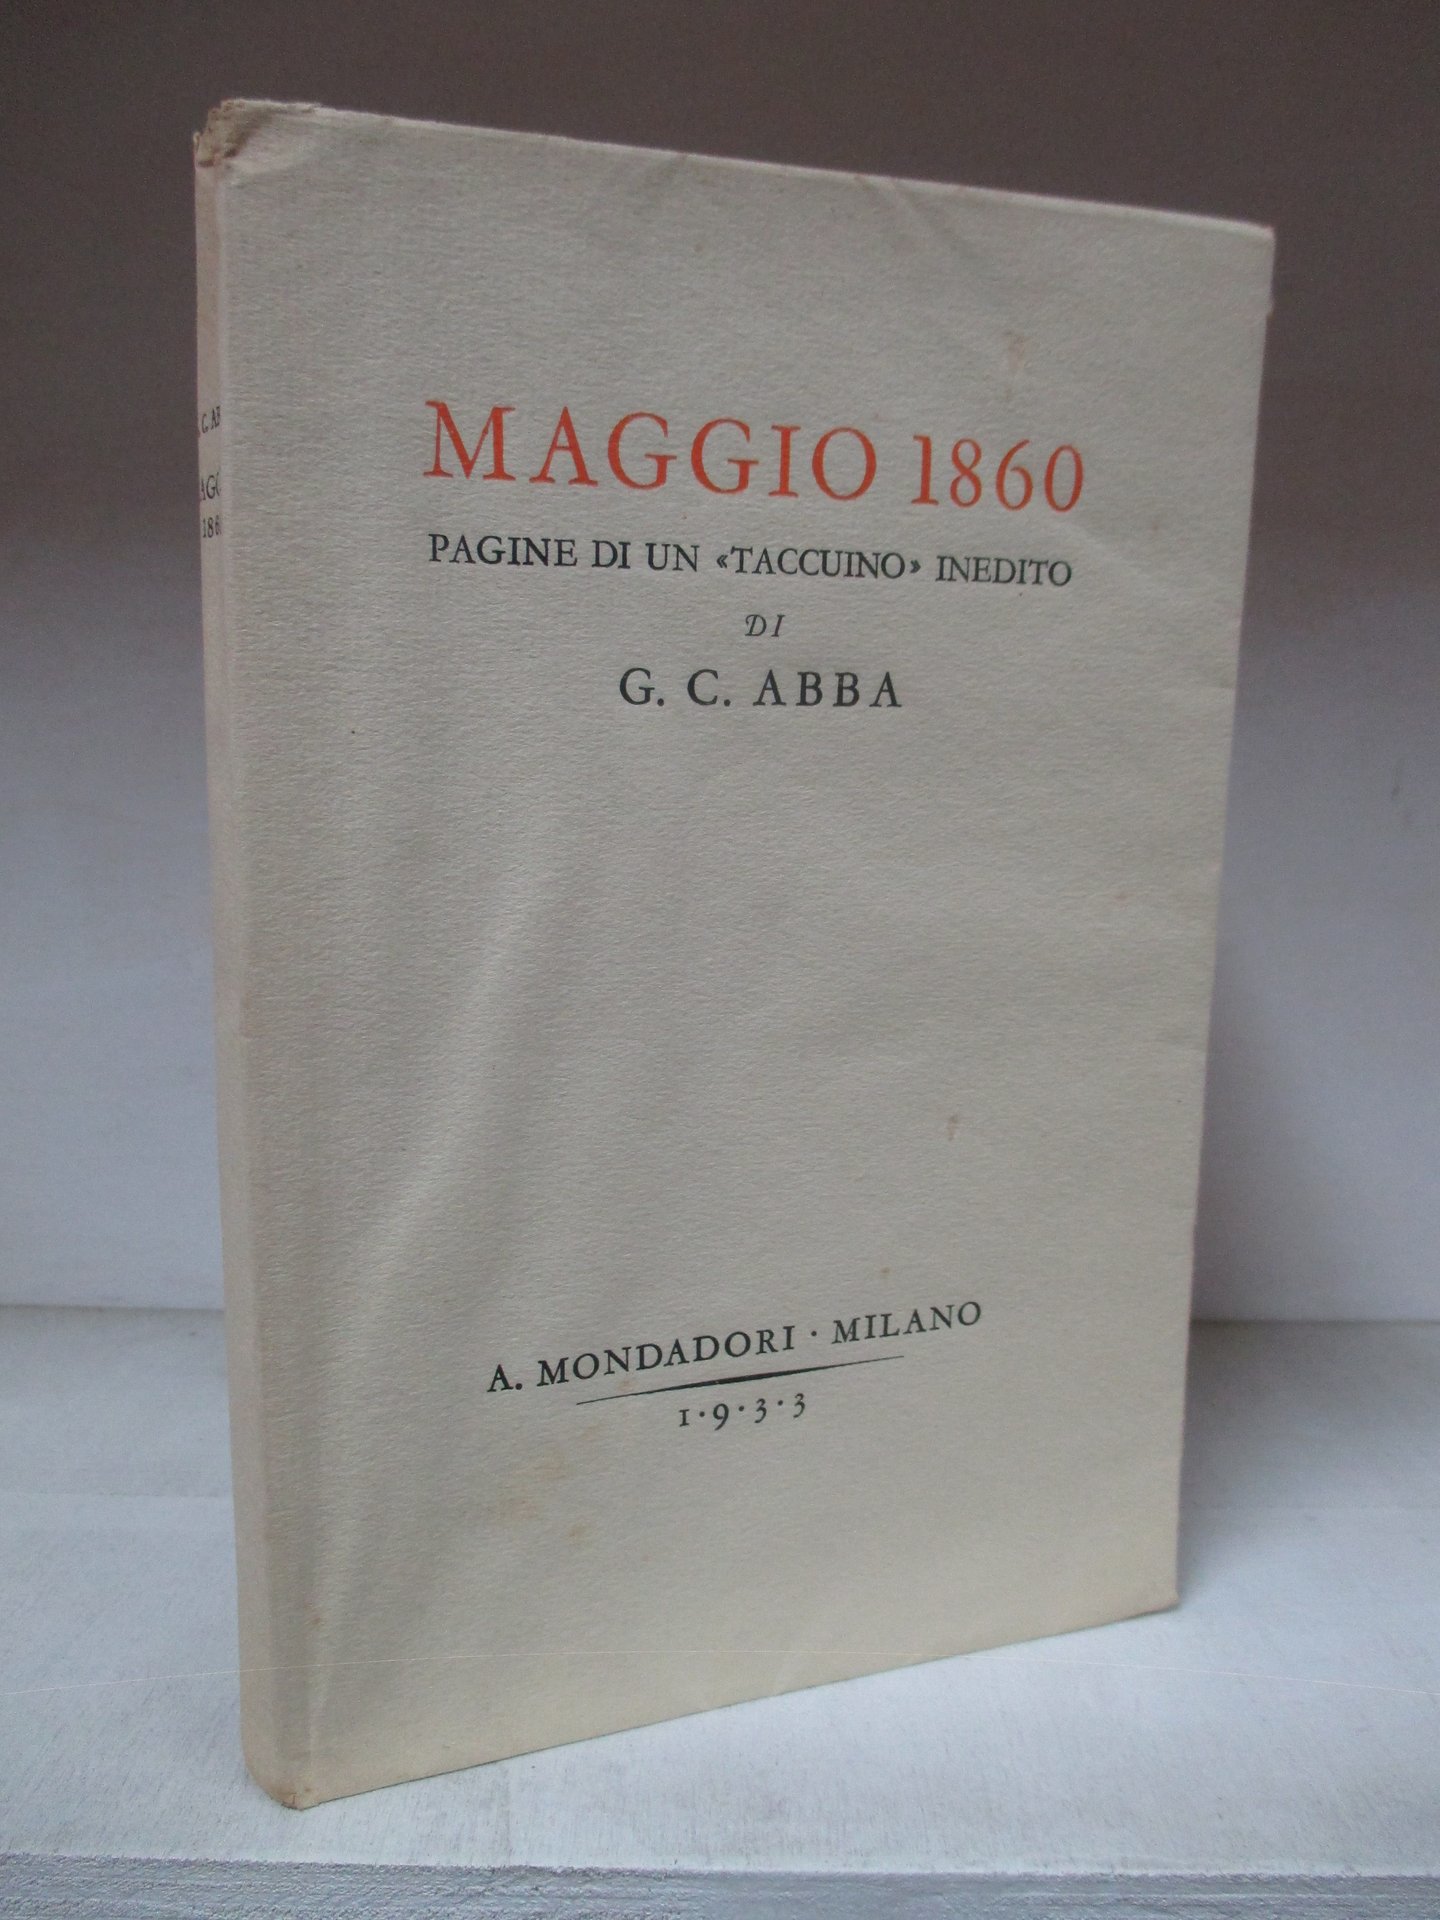 MAGGIO 1860
PAGINE DI UN «TACCUINO» INEDITO
DI
G. C. ABBA
A. MONDADORI · MILANO
1·9·3·3